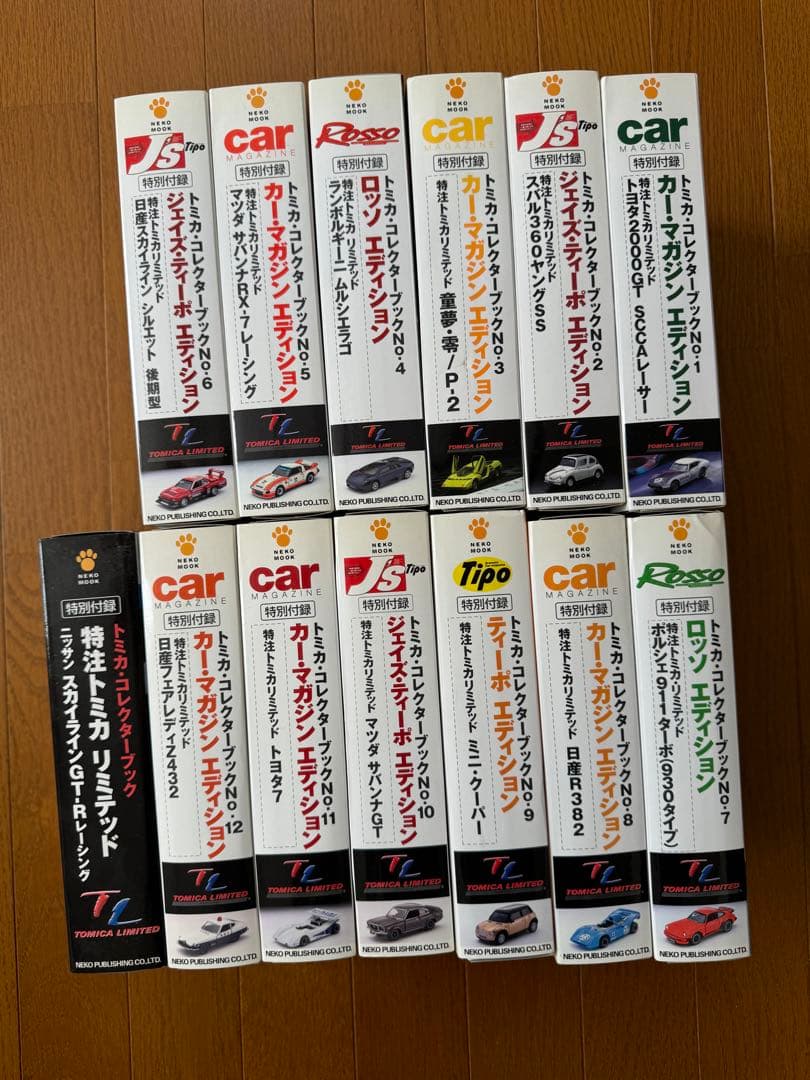 NEKO
MOOK
J's Tipo
特別付録
トミカ・コレクターブックNo.6
ジェイズ・ティーポ エディション
特注トミカリミテッド
日産スカイライン シルエット 後期型
TL
TOMICA LIMITED
NEKO PUBLISHING CO.,LTD.
NEKO
MOOK
car
MAGAZINE
特別付録
トミカ・コレクターブックNo.5
カー・マガジン エディション
特注トミカリミテッド
マツダ サバンナRX-7レーシング
TL
TOMICA LIMITED
NEKO PUBLISHING CO.,LTD.
NEKO
MOOK
Rosso
特別付録
トミカ・コレクターブックNo.4
ロッソ エディション
特注トミカ リミテッド
ランボルギーニ ムルシエラゴ
TL
TOMICA LIMITED
NEKO PUBLISHING CO.,LTD.
NEKO
MOOK
car
MAGAZINE
特別付録
トミカ・コレクターブックNo.3
カー・マガジン エディション
特注トミカリミテッド 童夢・零/P-2
TL
TOMICA LIMITED
NEKO PUBLISHING CO.,LTD.
NEKO
MOOK
J's Tipo
特別付録
トミカ・コレクターブックNo.2
ジェイズ・ティーポ エディション
特注トミカリミテッド
スバル360ヤングSS
TL
TOMICA LIMITED
NEKO PUBLISHING CO.,LTD.
NEKO
MOOK
car
MAGAZINE
特別付録
トミカ・コレクターブックNo.1
カー・マガジン エディション
特注トミカリミテッド
トヨタ2000GT SCCAレーサー
TL
TOMICA LIMITED
NEKO PUBLISHING CO.,LTD.
NEKO
MOOK
特別付録
トミカ・コレクターブック
特注トミカ リミテッド
ニッサン スカイラインGT-Rレーシング
TL
TOMICA LIMITED
NEKO PUBLISHING CO.,LTD.
NEKO
MOOK
car
MAGAZINE
特別付録
トミカ・コレクターブックNo.12
カー・マガジン エディション
特注トミカリミテッド
日産フェアレディZ432
TL
TOMICA LIMITED
NEKO PUBLISHING CO.,LTD.
NEKO
MOOK
car
MAGAZINE
特別付録
トミカ・コレクターブックNo.11
カー・マガジン エディション
特注トミカリミテッド トヨタ7
TL
TOMICA LIMITED
NEKO PUBLISHING CO.,LTD.
NEKO
MOOK
J's Tipo
特別付録
トミカ・コレクターブックNo.10
ジェイズ・ティーポ エディション
特注トミカリミテッド マツダ サバンナGT
TL
TOMICA LIMITED
NEKO PUBLISHING CO.,LTD.
NEKO
MOOK
Tipo
特別付録
トミカ・コレクターブックNo.9
ティーポ エディション
特注トミカリミテッド ミニ・クーパー
TL
TOMICA LIMITED
NEKO PUBLISHING CO.,LTD.
NEKO
MOOK
car
MAGAZINE
特別付録
トミカ・コレクターブックNo.8
カー・マガジン エディション
特注トミカリミテッド 日産R382
TL
TOMICA LIMITED
NEKO PUBLISHING CO.,LTD.
NEKO
MOOK
Rosso
特別付録
トミカ・コレクターブックNo.7
ロッソ エディション
特注トミカ・リミテッド
ポルシェ911ターボ(930タイプ)
TL
TOMICA LIMITED
NEKO PUBLISHING CO.,LTD.